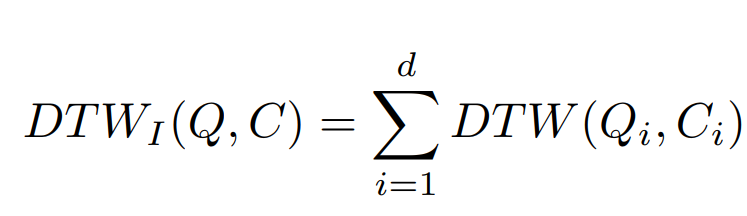 DTW_I(Q, C) = \sum_{i=1}^{d} DTW(Q_i, C_i)